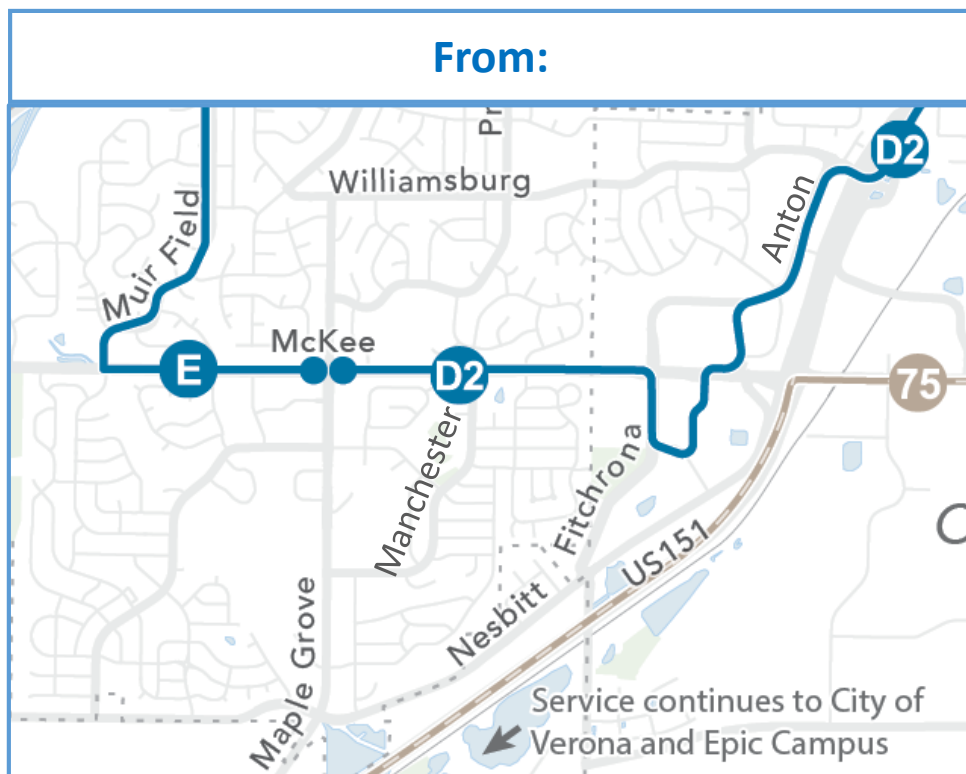 From:
Pr
D2
Williamsburg
Anton
Muir Field
McKee
E
D2
75
Manchester
Fitchrona
US151
Nesbitt
Maple Grove
Service continues to City of
Verona and Epic Campus